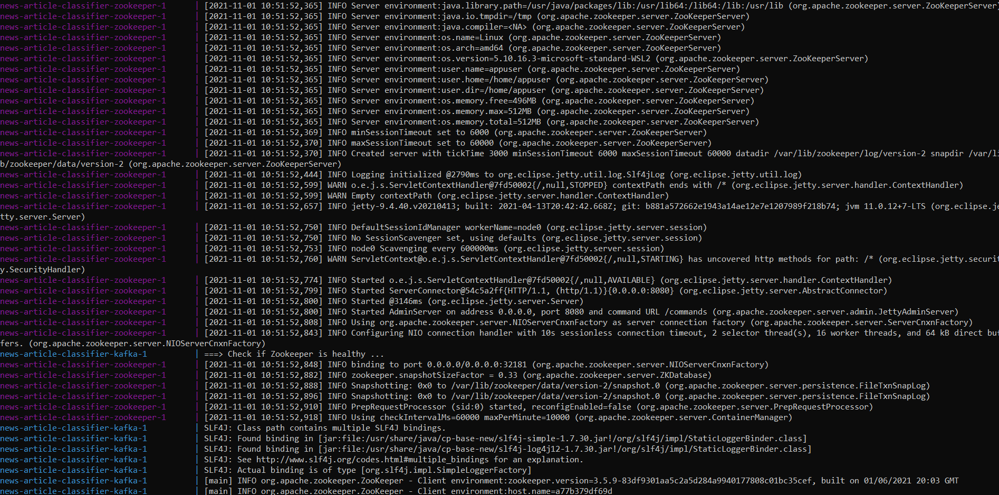 news-article-classifier-zookeeper-1 | [2021-11-01 10:51:52,365] INFO Server environment:java.library.path=/usr/java/packages/lib:/usr/lib64:/lib64:/lib:/usr/lib (org.apache.zookeeper.server.ZooKeeperServer)
news-article-classifier-zookeeper-1 | [2021-11-01 10:51:52,365] INFO Server environment:java.io.tmpdir=/tmp (org.apache.zookeeper.server.ZooKeeperServer)
news-article-classifier-zookeeper-1 | [2021-11-01 10:51:52,365] INFO Server environment:java.compiler=<NA> (org.apache.zookeeper.server.ZooKeeperServer)
news-article-classifier-zookeeper-1 | [2021-11-01 10:51:52,365] INFO Server environment:os.name=Linux (org.apache.zookeeper.server.ZooKeeperServer)
news-article-classifier-zookeeper-1 | [2021-11-01 10:51:52,365] INFO Server environment:os.arch=amd64 (org.apache.zookeeper.server.ZooKeeperServer)
news-article-classifier-zookeeper-1 | [2021-11-01 10:51:52,365] INFO Server environment:os.version=5.10.16.3-microsoft-standard-WSL2 (org.apache.zookeeper.server.ZooKeeperServer)
news-article-classifier-zookeeper-1 | [2021-11-01 10:51:52,365] INFO Server environment:user.name=appuser (org.apache.zookeeper.server.ZooKeeperServer)
news-article-classifier-zookeeper-1 | [2021-11-01 10:51:52,365] INFO Server environment:user.home=/home/appuser (org.apache.zookeeper.server.ZooKeeperServer)
news-article-classifier-zookeeper-1 | [2021-11-01 10:51:52,365] INFO Server environment:user.dir=/home/appuser (org.apache.zookeeper.server.ZooKeeperServer)
news-article-classifier-zookeeper-1 | [2021-11-01 10:51:52,365] INFO Server environment:os.memory.free=496MB (org.apache.zookeeper.server.ZooKeeperServer)
news-article-classifier-zookeeper-1 | [2021-11-01 10:51:52,365] INFO Server environment:os.memory.max=512MB (org.apache.zookeeper.server.ZooKeeperServer)
news-article-classifier-zookeeper-1 | [2021-11-01 10:51:52,365] INFO Server environment:os.memory.total=512MB (org.apache.zookeeper.server.ZooKeeperServer)
news-article-classifier-zookeeper-1 | [2021-11-01 10:51:52,369] INFO minSessionTimeout set to 6000 (org.apache.zookeeper.server.ZooKeeperServer)
news-article-classifier-zookeeper-1 | [2021-11-01 10:51:52,370] INFO maxSessionTimeout set to 60000 (org.apache.zookeeper.server.ZooKeeperServer)
news-article-classifier-zookeeper-1 | [2021-11-01 10:51:52,370] INFO Created server with tickTime 3000 minSessionTimeout 6000 maxSessionTimeout 60000 datadir /var/lib/zookeeper/log/version-2 snapdir /var/li
b/zookeeper/data/version-2 (org.apache.zookeeper.server.ZooKeeperServer)
news-article-classifier-zookeeper-1 | [2021-11-01 10:51:52,444] INFO Logging initialized @2790ms to org.eclipse.jetty.util.log.Slf4jLog (org.eclipse.jetty.util.log)
news-article-classifier-zookeeper-1 | [2021-11-01 10:51:52,599] WARN o.e.j.s.ServletContextHandler@7fd50002{/,null,STOPPED} contextPath ends with /* (org.eclipse.jetty.server.handler.ContextHandler)
news-article-classifier-zookeeper-1 | [2021-11-01 10:51:52,599] WARN Empty contextPath (org.eclipse.jetty.server.handler.ContextHandler)
news-article-classifier-zookeeper-1 | [2021-11-01 10:51:52,657] INFO jetty-9.4.40.v20210413; built: 2021-04-13T20:42:42.668Z; git: b881a572662e1943a14ae12e7e1207989f218b74; jvm 11.0.12+7-LTS (org.eclipse.je
tty.server.Server)
news-article-classifier-zookeeper-1 | [2021-11-01 10:51:52,750] INFO DefaultSessionIdManager workerName=node0 (org.eclipse.jetty.server.session)
news-article-classifier-zookeeper-1 | [2021-11-01 10:51:52,750] INFO No SessionScavenger set, using defaults (org.eclipse.jetty.server.session)
news-article-classifier-zookeeper-1 | [2021-11-01 10:51:52,753] INFO node0 Scavenging every 600000ms (org.eclipse.jetty.server.session)
news-article-classifier-zookeeper-1 | [2021-11-01 10:51:52,760] WARN ServletContext@o.e.j.s.ServletContextHandler@7fd50002{/,null,STARTING} has uncovered http methods for path: /* (org.eclipse.jetty.securit
y.SecurityHandler)
news-article-classifier-zookeeper-1 | [2021-11-01 10:51:52,774] INFO Started o.e.j.s.ServletContextHandler@7fd50002{/,null,AVAILABLE} (org.eclipse.jetty.server.handler.ContextHandler)
news-article-classifier-zookeeper-1 | [2021-11-01 10:51:52,799] INFO Started ServerConnector@54c5a2ff{HTTP/1.1, (http/1.1)}{0.0.0.0:8080} (org.eclipse.jetty.server.AbstractConnector)
news-article-classifier-zookeeper-1 | [2021-11-01 10:51:52,800] INFO Started @3146ms (org.eclipse.jetty.server.Server)
news-article-classifier-zookeeper-1 | [2021-11-01 10:51:52,800] INFO Started AdminServer on address 0.0.0.0, port 8080 and command URL /commands (org.apache.zookeeper.server.admin.JettyAdminServer)
news-article-classifier-zookeeper-1 | [2021-11-01 10:51:52,808] INFO Using org.apache.zookeeper.server.NIOServerCnxnFactory as server connection factory (org.apache.zookeeper.server.ServerCnxnFactory)
news-article-classifier-zookeeper-1 | [2021-11-01 10:51:52,843] INFO Configuring NIO connection handler with 10s sessionless connection timeout, 2 selector thread(s), 16 worker threads, and 64 kB direct buf
fers. (org.apache.zookeeper.server.NIOServerCnxnFactory)
news-article-classifier-kafka-1 | ===> Check if Zookeeper is healthy ...
news-article-classifier-zookeeper-1 | [2021-11-01 10:51:52,848] INFO binding to port 0.0.0.0/0.0.0.0:32181 (org.apache.zookeeper.server.NIOServerCnxnFactory)
news-article-classifier-zookeeper-1 | [2021-11-01 10:51:52,882] INFO zookeeper.snapshotSizeFactor = 0.33 (org.apache.zookeeper.server.ZKDatabase)
news-article-classifier-zookeeper-1 | [2021-11-01 10:51:52,888] INFO Snapshotting: 0x0 to /var/lib/zookeeper/data/version-2/snapshot.0 (org.apache.zookeeper.server.persistence.FileTxnSnapLog)
news-article-classifier-zookeeper-1 | [2021-11-01 10:51:52,896] INFO Snapshotting: 0x0 to /var/lib/zookeeper/data/version-2/snapshot.0 (org.apache.zookeeper.server.persistence.FileTxnSnapLog)
news-article-classifier-zookeeper-1 | [2021-11-01 10:51:52,910] INFO PrepRequestProcessor (sid:0) started, reconfigEnabled=false (org.apache.zookeeper.server.PrepRequestProcessor)
news-article-classifier-zookeeper-1 | [2021-11-01 10:51:52,918] INFO Using checkIntervalMs=60000 maxPerMinute=10000 (org.apache.zookeeper.server.ContainerManager)
news-article-classifier-kafka-1 | SLF4J: Class path contains multiple SLF4J bindings.
news-article-classifier-kafka-1 | SLF4J: Found binding in [jar:file:/usr/share/java/cp-base-new/slf4j-simple-1.7.30.jar!/org/slf4j/impl/StaticLoggerBinder.class]
news-article-classifier-kafka-1 | SLF4J: Found binding in [jar:file:/usr/share/java/cp-base-new/slf4j-log4j12-1.7.30.jar!/org/slf4j/impl/StaticLoggerBinder.class]
news-article-classifier-kafka-1 | SLF4J: See http://www.slf4j.org/codes.html#multiple_bindings for an explanation.
news-article-classifier-kafka-1 | SLF4J: Actual binding is of type [org.slf4j.impl.SimpleLoggerFactory]
news-article-classifier-kafka-1 | [main] INFO org.apache.zookeeper.ZooKeeper - Client environment:zookeeper.version=3.5.9-83df9301aa5c2a5d284a9940177808c01bc35cef, built on 01/06/2021 20:03 GMT
news-article-classifier-kafka-1 | [main] INFO org.apache.zookeeper.ZooKeeper - Client environment:host.name=a77b379df69d